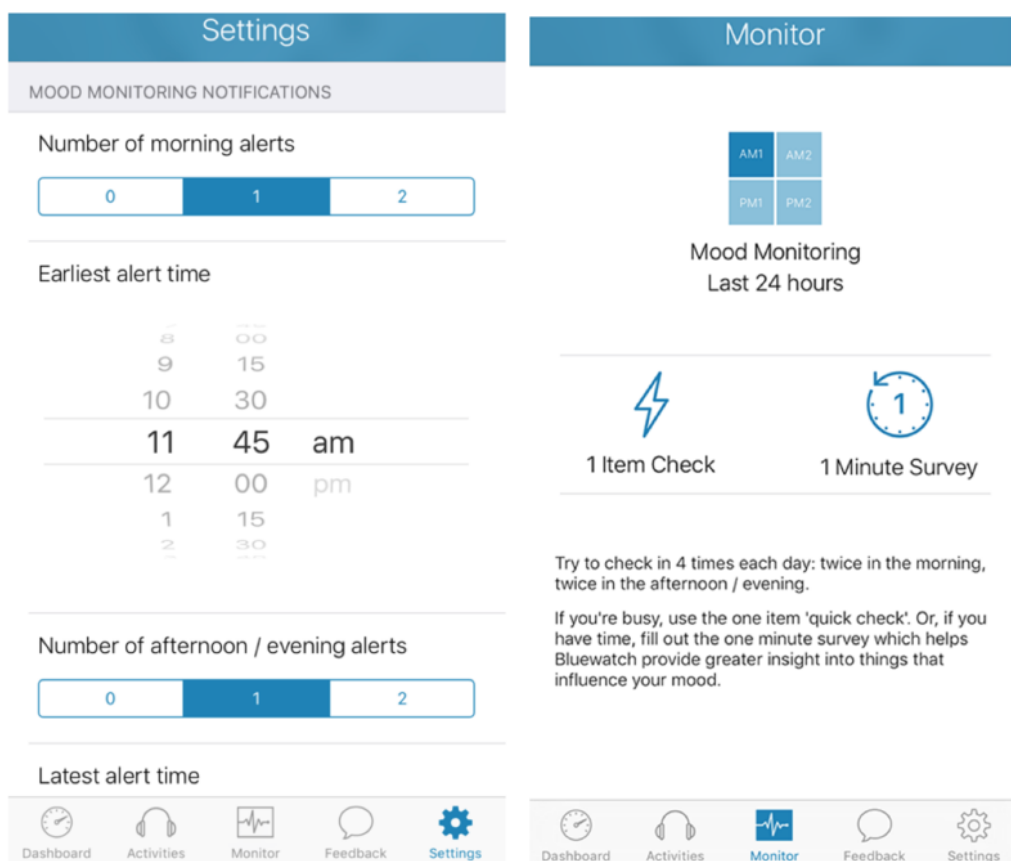 Settings
MOOD MONITORING NOTIFICATIONS
Number of morning alerts
0 1 2
Earliest alert time
8 00
9 15
10 30
11 45 am
12 00 pm
1 15
2 30
Number of afternoon / evening alerts
0 1 2
Latest alert time
Dashboard Activities Monitor Feedback Settings
Monitor
AM1 AM2
PM1 PM2
Mood Monitoring
Last 24 hours
1
1 Item Check 1 Minute Survey
Try to check in 4 times each day: twice in the morning,
twice in the afternoon / evening.
If you're busy, use the one item 'quick check'. Or, if you
have time, fill out the one minute survey which helps
Bluewatch provide greater insight into things that
influence your mood.
Dashboard Activities Monitor Feedback Settings